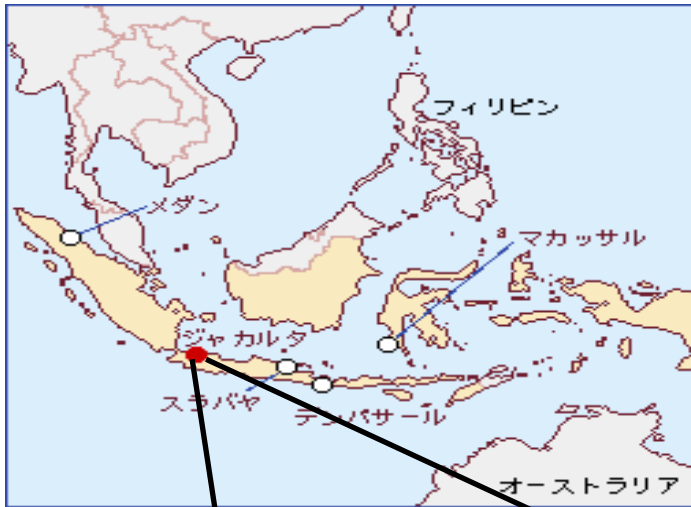 フィリピン
メダン
マカッサル
ジャカルタ
スラバヤ
デンパサール
オーストラリア